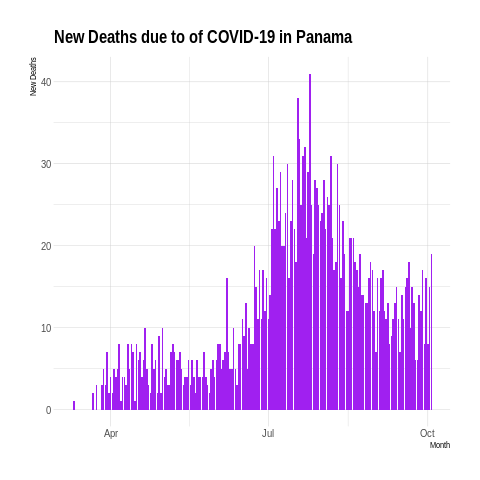 New Deaths due to of COVID-19 in Panama
New Deaths
40
30
20
10
0
Apr
Jul
Oct
Month